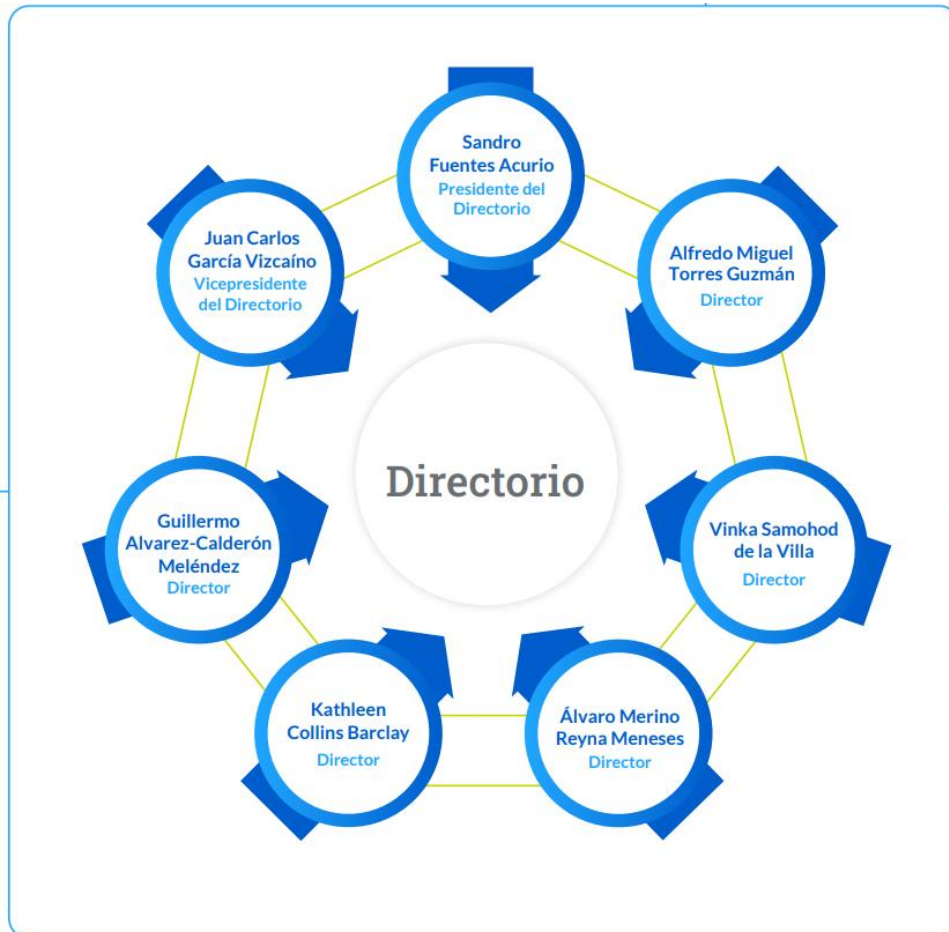 Sandro
Fuentes Acurio
Presidente del
Directorio
Juan Carlos
García Vizcaíno
Vicepresidente
del Directorio
Alfredo Miguel
Torres Guzmán
Director
Directorio
Guillermo
Alvarez-Calderón
Meléndez
Director
Vinka Samohod
de la Villa
Director
Kathleen
Collins Barclay
Director
Álvaro Merino
Reyna Meneses
Director